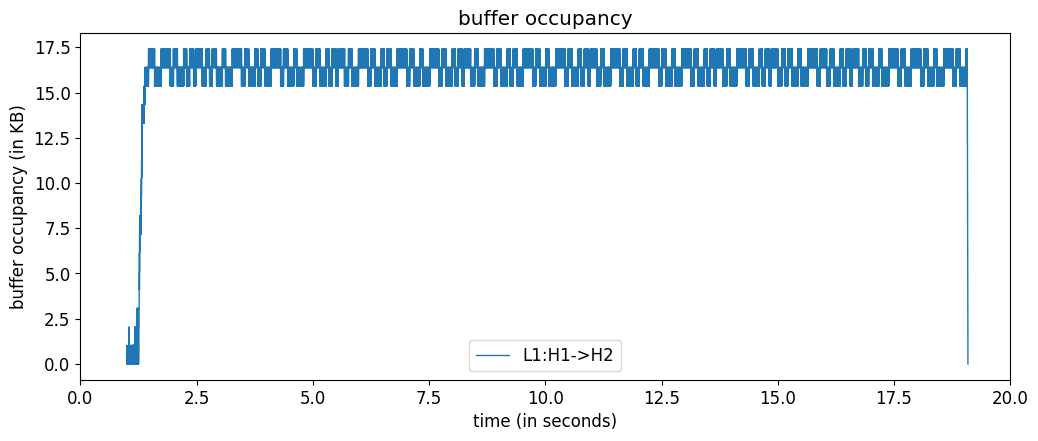 buffer occupancy
buffer occupancy (in KB)
17.5
15.0
12.5
10.0
7.5
5.0
2.5
0.0
L1:H1->H2
0.0 2.5 5.0 7.5 10.0 12.5 15.0 17.5 20.0
time (in seconds)